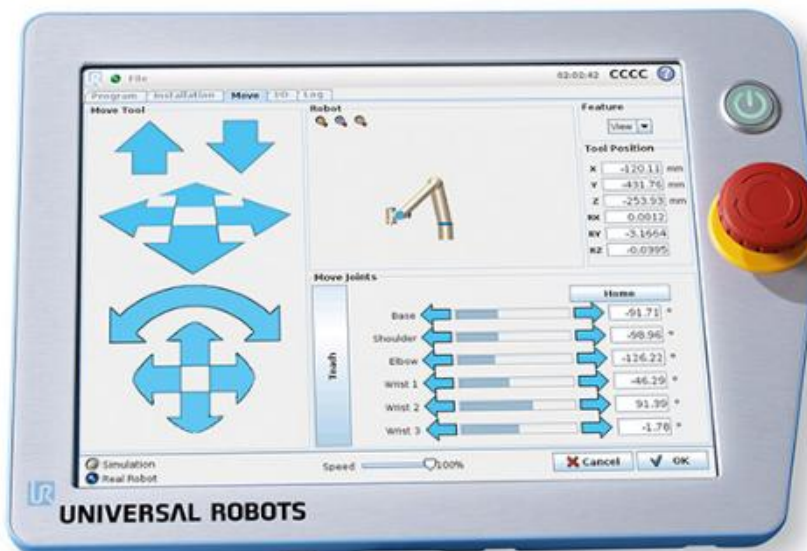 File
02:02:42 CCCC ?
Program Installation Move I/O Log
Move Tool
Robot
Feature
View
Tool Position
X -120.11 mm
Y -431.76 mm
Z -253.93 mm
RX 0.0012
RY -3.1664
RZ -0.0395
Move Joints
Home
Teach
Base -91.71 °
Shoulder -98.96 °
Elbow -126.22 °
Wrist 1 -46.29 °
Wrist 2 91.39 °
Wrist 3 -1.78 °
Simulation
Real Robot
Speed 100%
Cancel OK
UR
UNIVERSAL ROBOTS